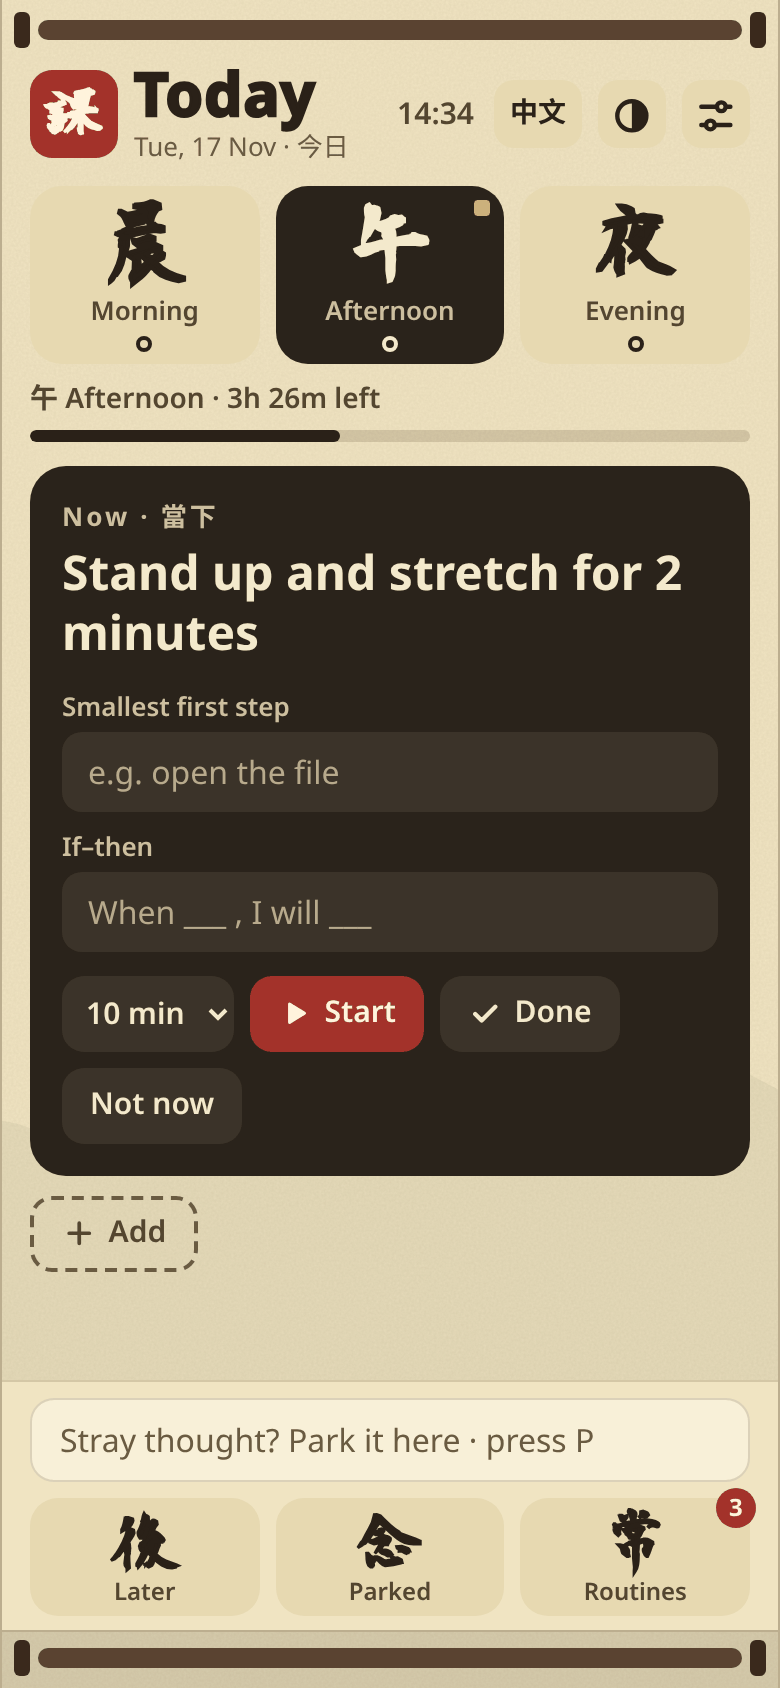 Today
Tue, 17 Nov · 今日
14:34
中文
晨
Morning
午
Afternoon
夜
Evening
午 Afternoon · 3h 26m left
Now · 當下
Stand up and stretch for 2
minutes
Smallest first step
e.g. open the file
If–then
When ___ , I will ___
10 min
Start
Done
Not now
+ Add
Stray thought? Park it here · press P
後
Later
念
Parked
常
Routines
3